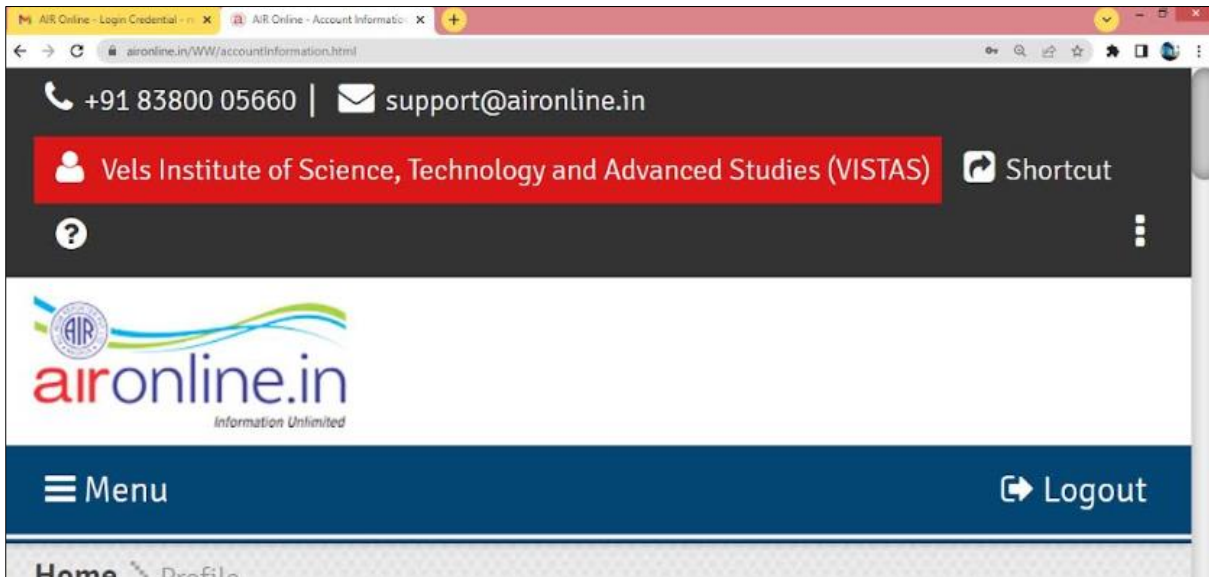 AIR Online - Login Credential - n
AIR Online - Account Informatio
aironline.in/WW/accountInformation.html
+91 83800 05660 | support@aironline.in
Vels Institute of Science, Technology and Advanced Studies (VISTAS) Shortcut
AIR
aironline.in
Information Unlimited
Menu Logout
Home Profile